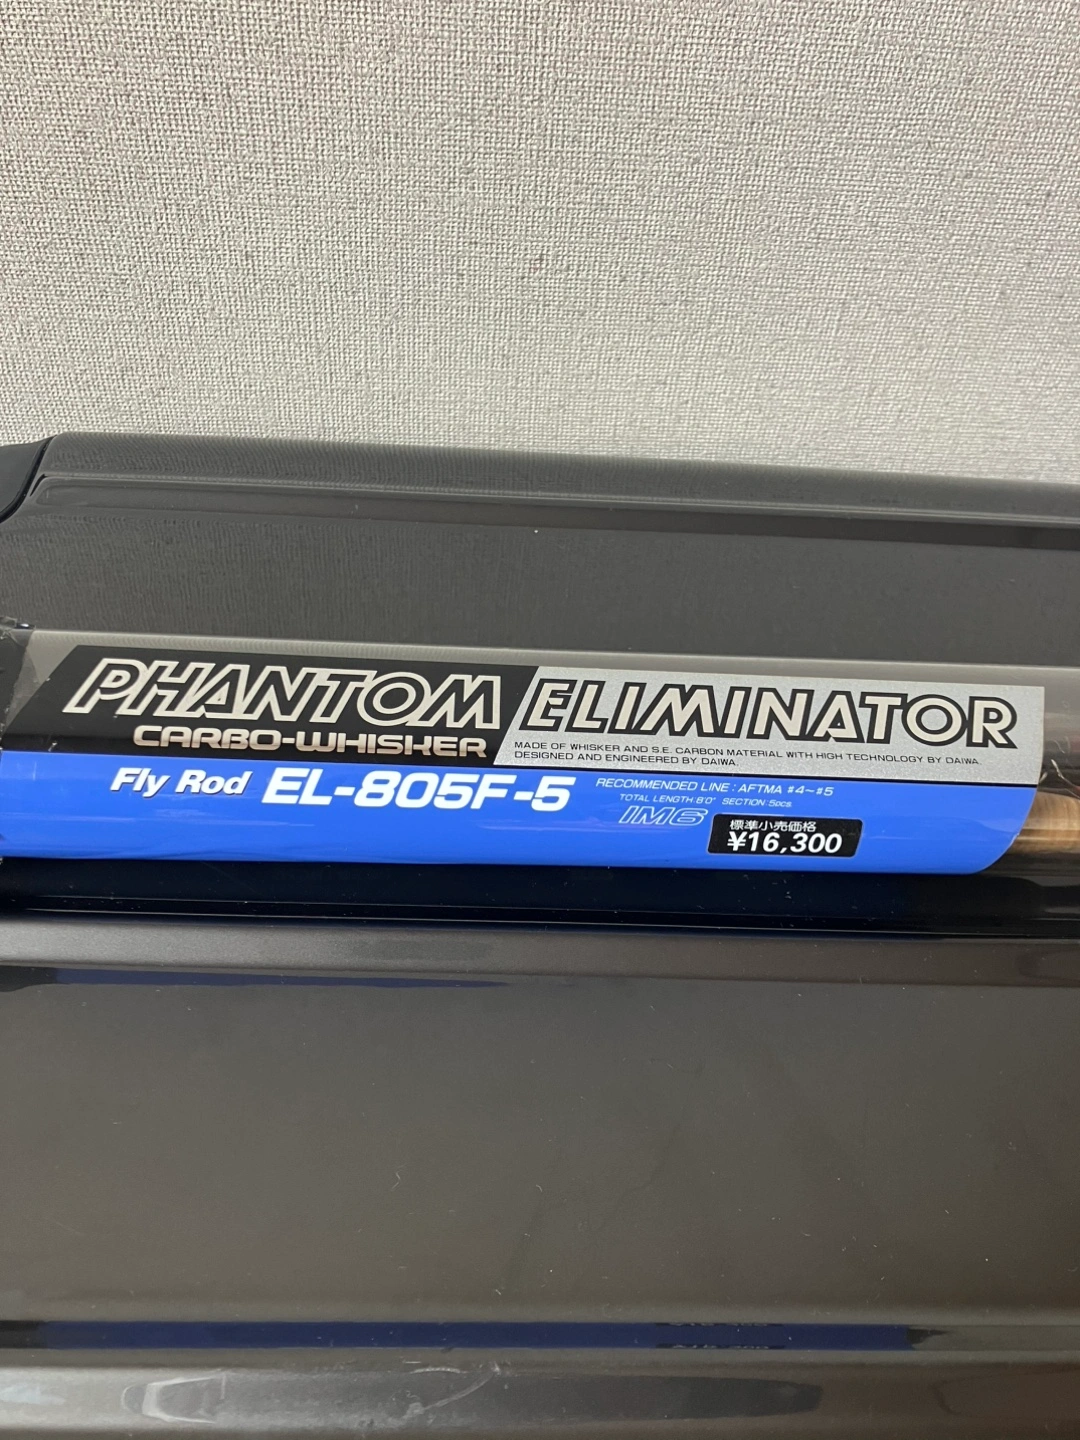 PHANTOM ELIMINATOR
CARBO-WHISKER
MADE OF WHISKER AND S.E. CARBON MATERIAL WITH HIGH TECHNOLOGY BY DAIWA.
DESIGNED AND ENGINEERED BY DAIWA.
Fly Rod EL-805F-5
RECOMMENDED LINE : AFTMA #4~#5
TOTAL LENGTH:8'0" SECTION:5pcs.
IM6
標準小売価格
¥16,300